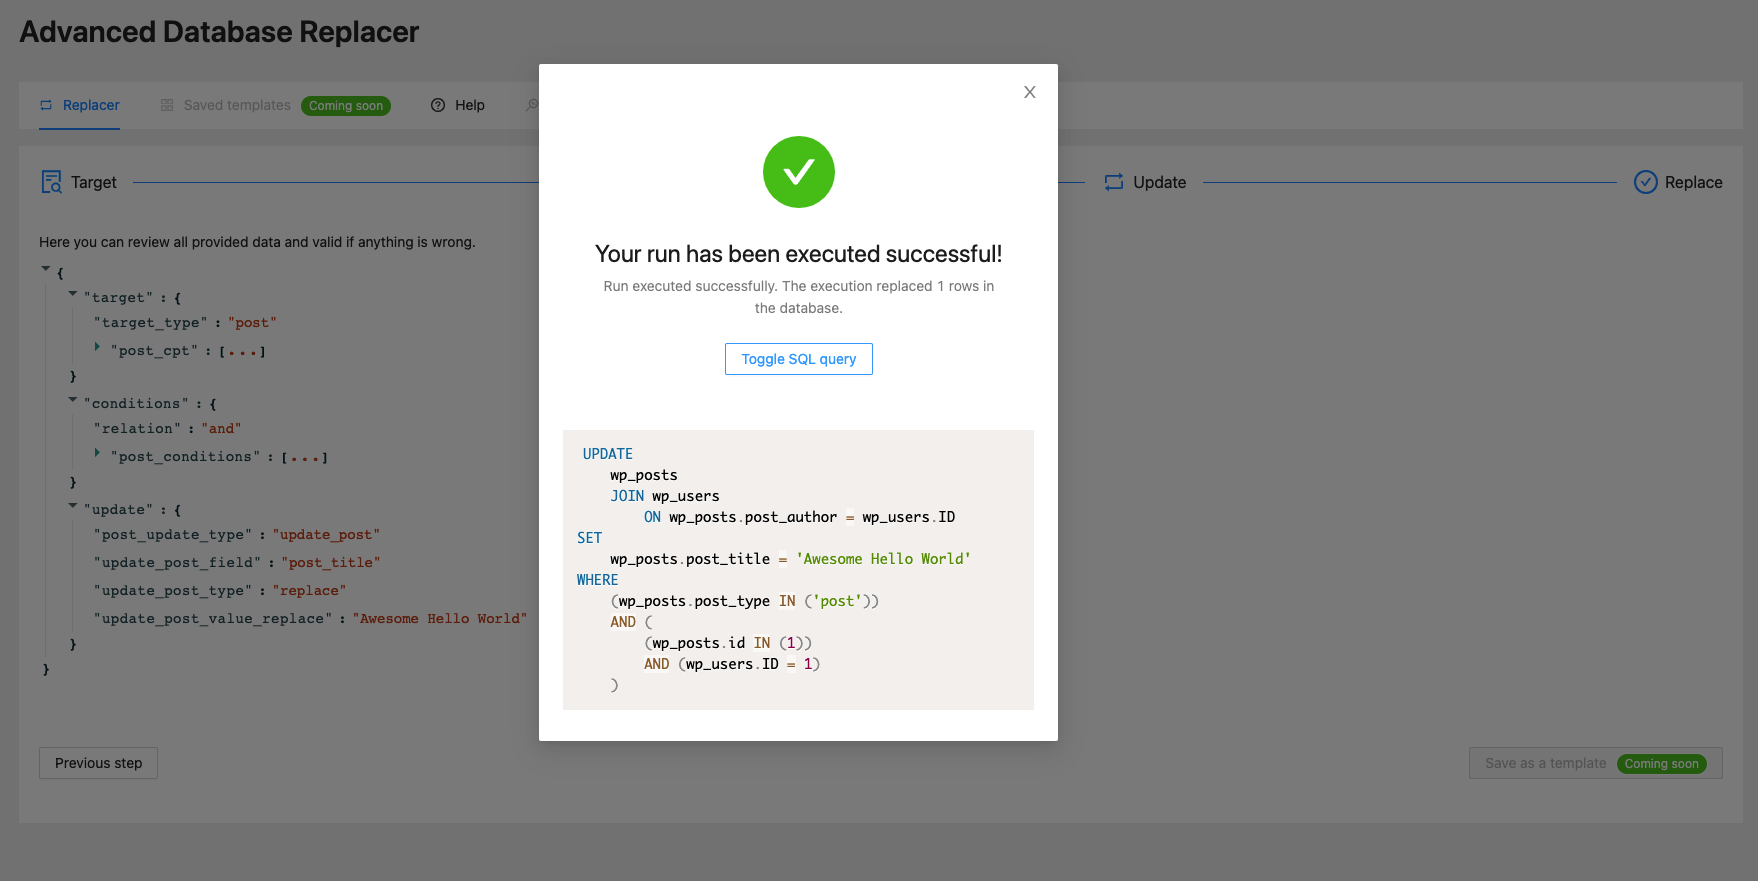 Advanced Database Replacer
Replacer
Saved templates
Coming soon
Help
Target
Update
Replace
Here you can review all provided data and valid if anything is wrong.
{
"target" : {
"target_type" : "post"
"post_cpt" : [...]
}
"conditions" : {
"relation" : "and"
"post_conditions" : [...]
}
"update" : {
"post_update_type" : "update_post"
"update_post_field" : "post_title"
"update_post_type" : "replace"
"update_post_value_replace" : "Awesome Hello World"
}
}
Previous step
Save as a template
Coming soon
X
Your run has been executed successful!
Run executed successfully. The execution replaced 1 rows in
the database.
Toggle SQL query
UPDATE
wp_posts
JOIN wp_users
ON wp_posts.post_author = wp_users.ID
SET
wp_posts.post_title = 'Awesome Hello World'
WHERE
(wp_posts.post_type IN ('post'))
AND (
(wp_posts.id IN (1))
AND (wp_users.ID = 1)
)